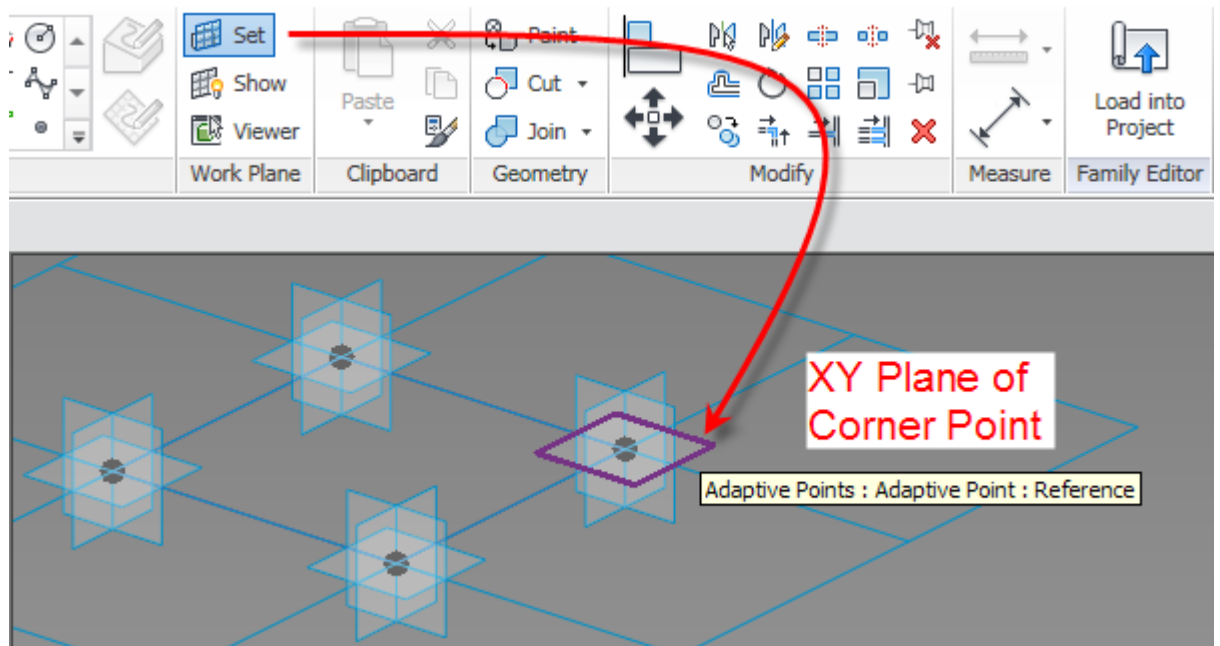 Set
Show
Viewer
Work Plane
Paste
Clipboard
Paint
Cut
Join
Geometry
Modify
Measure
Load into
Project
Family Editor
XY Plane of
Corner Point
Adaptive Points : Adaptive Point : Reference